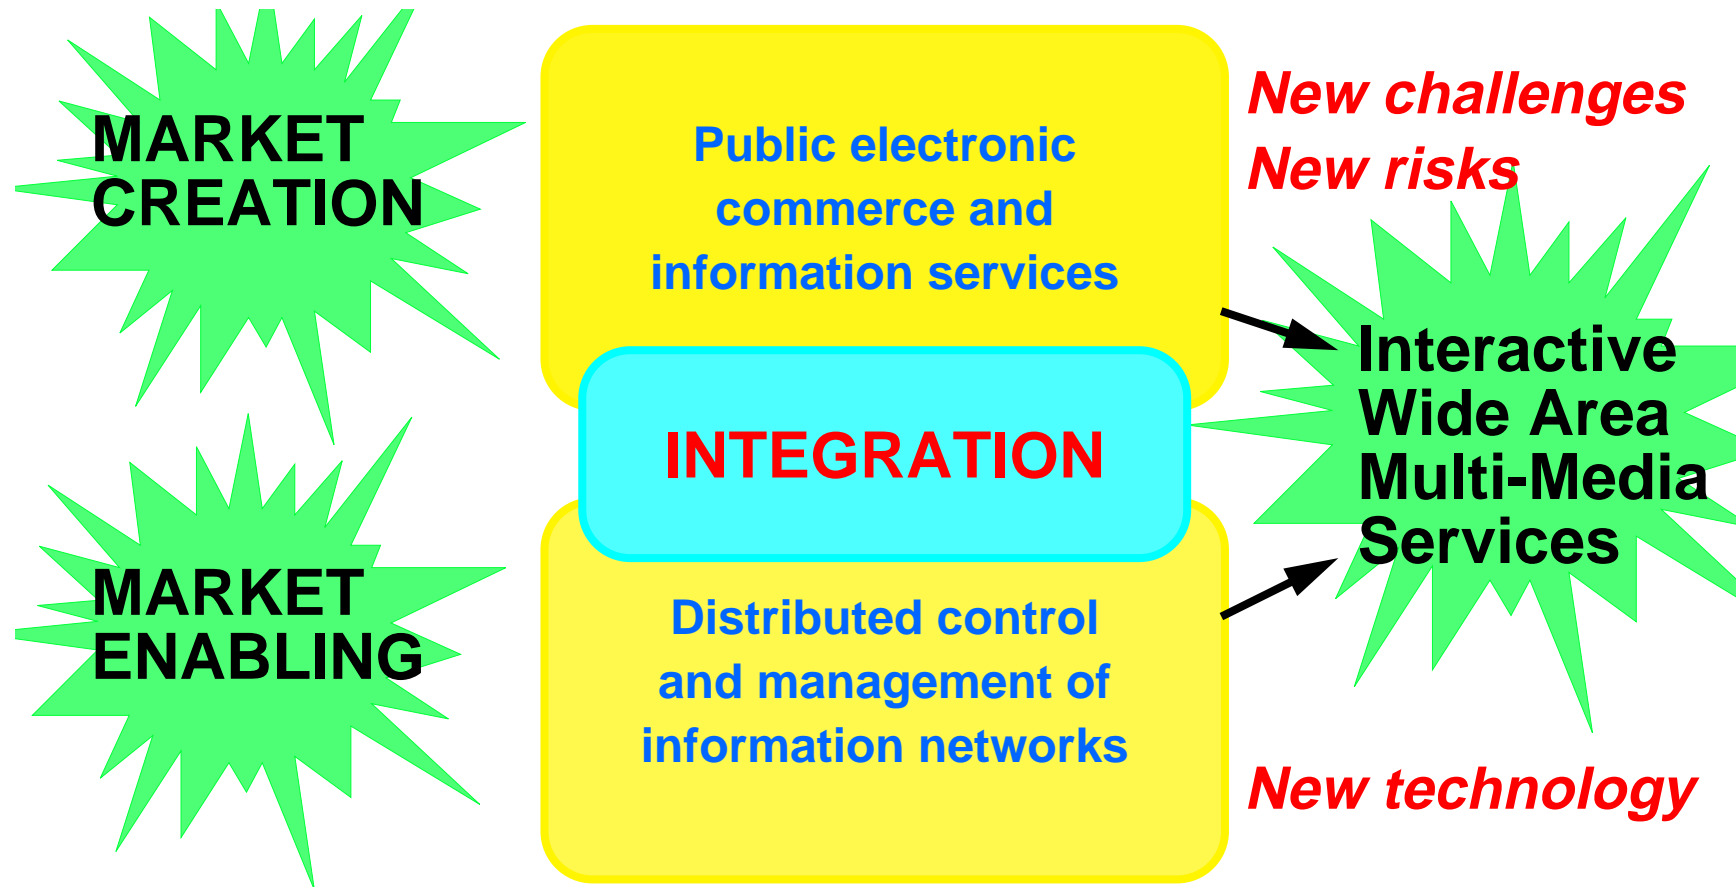 MARKET
CREATION
Public electronic
commerce and
information services
New challenges
New risks
INTEGRATION
Interactive
Wide Area
Multi-Media
Services
MARKET
ENABLING
Distributed control
and management of
information networks
New technology